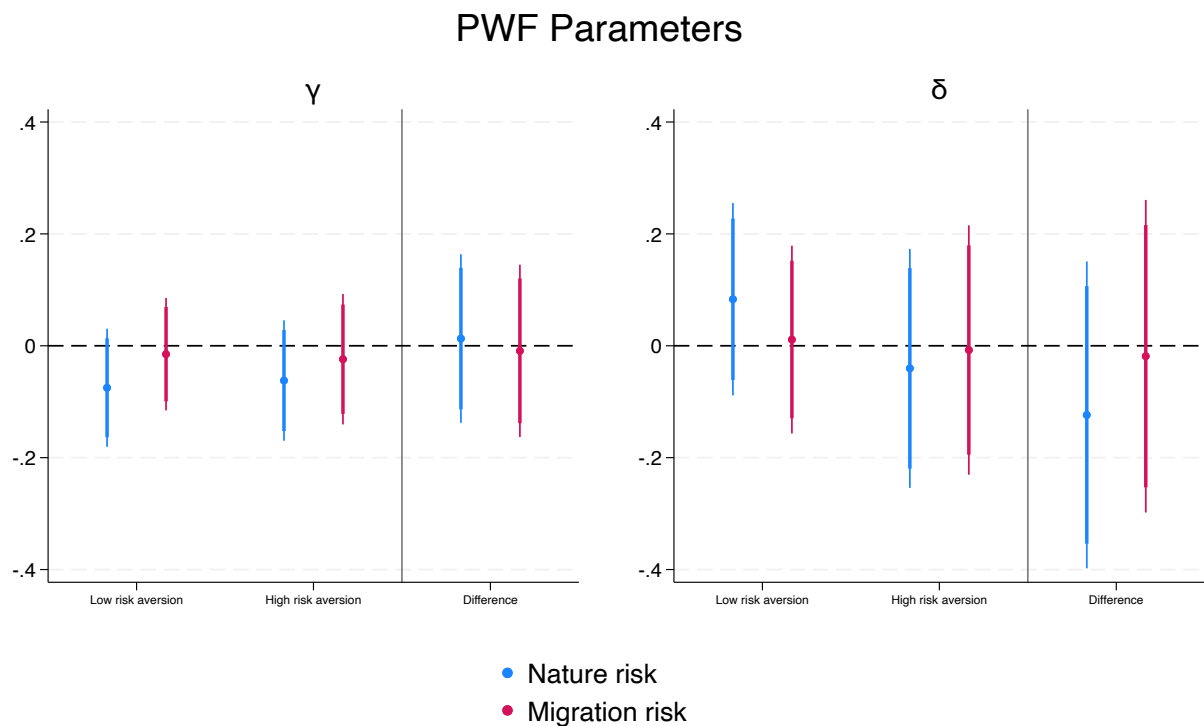 PWF Parameters
γ
.4
.2
0
-.2
-.4
Low risk aversion
High risk aversion
Difference
δ
.4
.2
0
-.2
-.4
Low risk aversion
High risk aversion
Difference
Nature risk
Migration risk